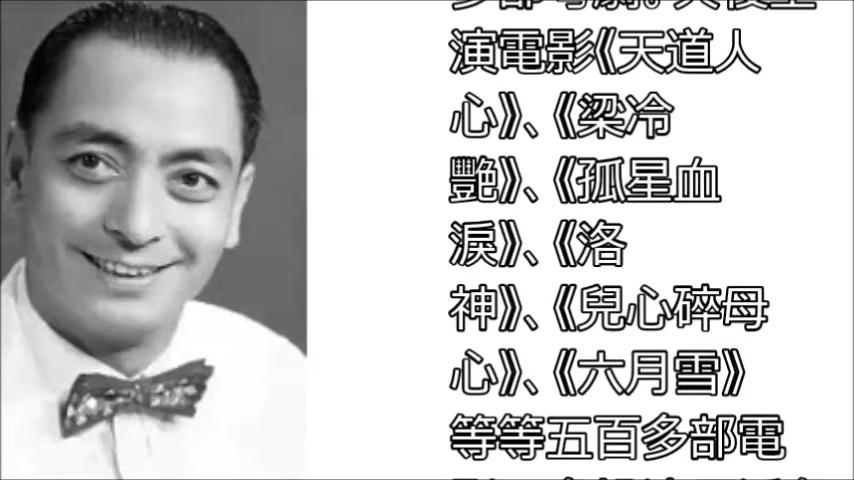 演電影《天道人
心》、《梁冷
艷》、《孤星血
淚》、《洛
神》、《兒心碎母
心》、《六月雪》
等等五百多部電